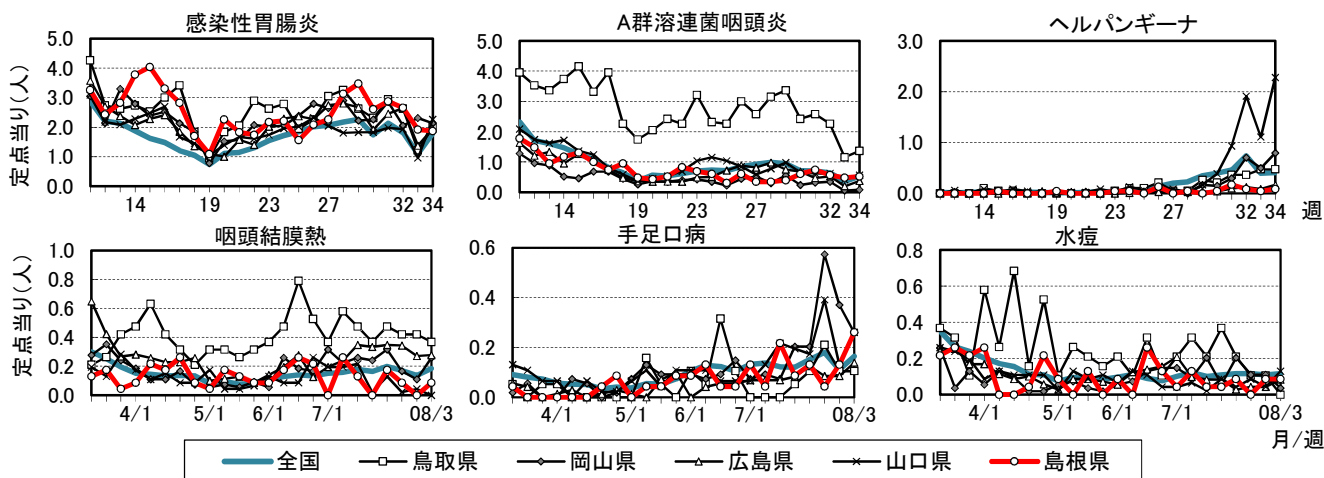 感染性胃腸炎
A群溶連菌咽頭炎
ヘルパンギーナ
定点当り(人)
5.0
4.0
3.0
2.0
1.0
0.0
14 19 23 27 32 34
5.0
4.0
3.0
2.0
1.0
0.0
14 19 23 27 32 34
3.0
2.0
1.0
0.0
14 19 23 27 32 34 週
咽頭結膜熱
手足口病
水痘
定点当り(人)
1.0
0.8
0.6
0.4
0.2
0.0
4/1 5/1 6/1 7/1 08/3
0.6
0.4
0.2
0.0
4/1 5/1 6/1 7/1 08/3
0.8
0.6
0.4
0.2
0.0
4/1 5/1 6/1 7/1 08/3
月/週
全国 鳥取県 岡山県 広島県 山口県 島根県